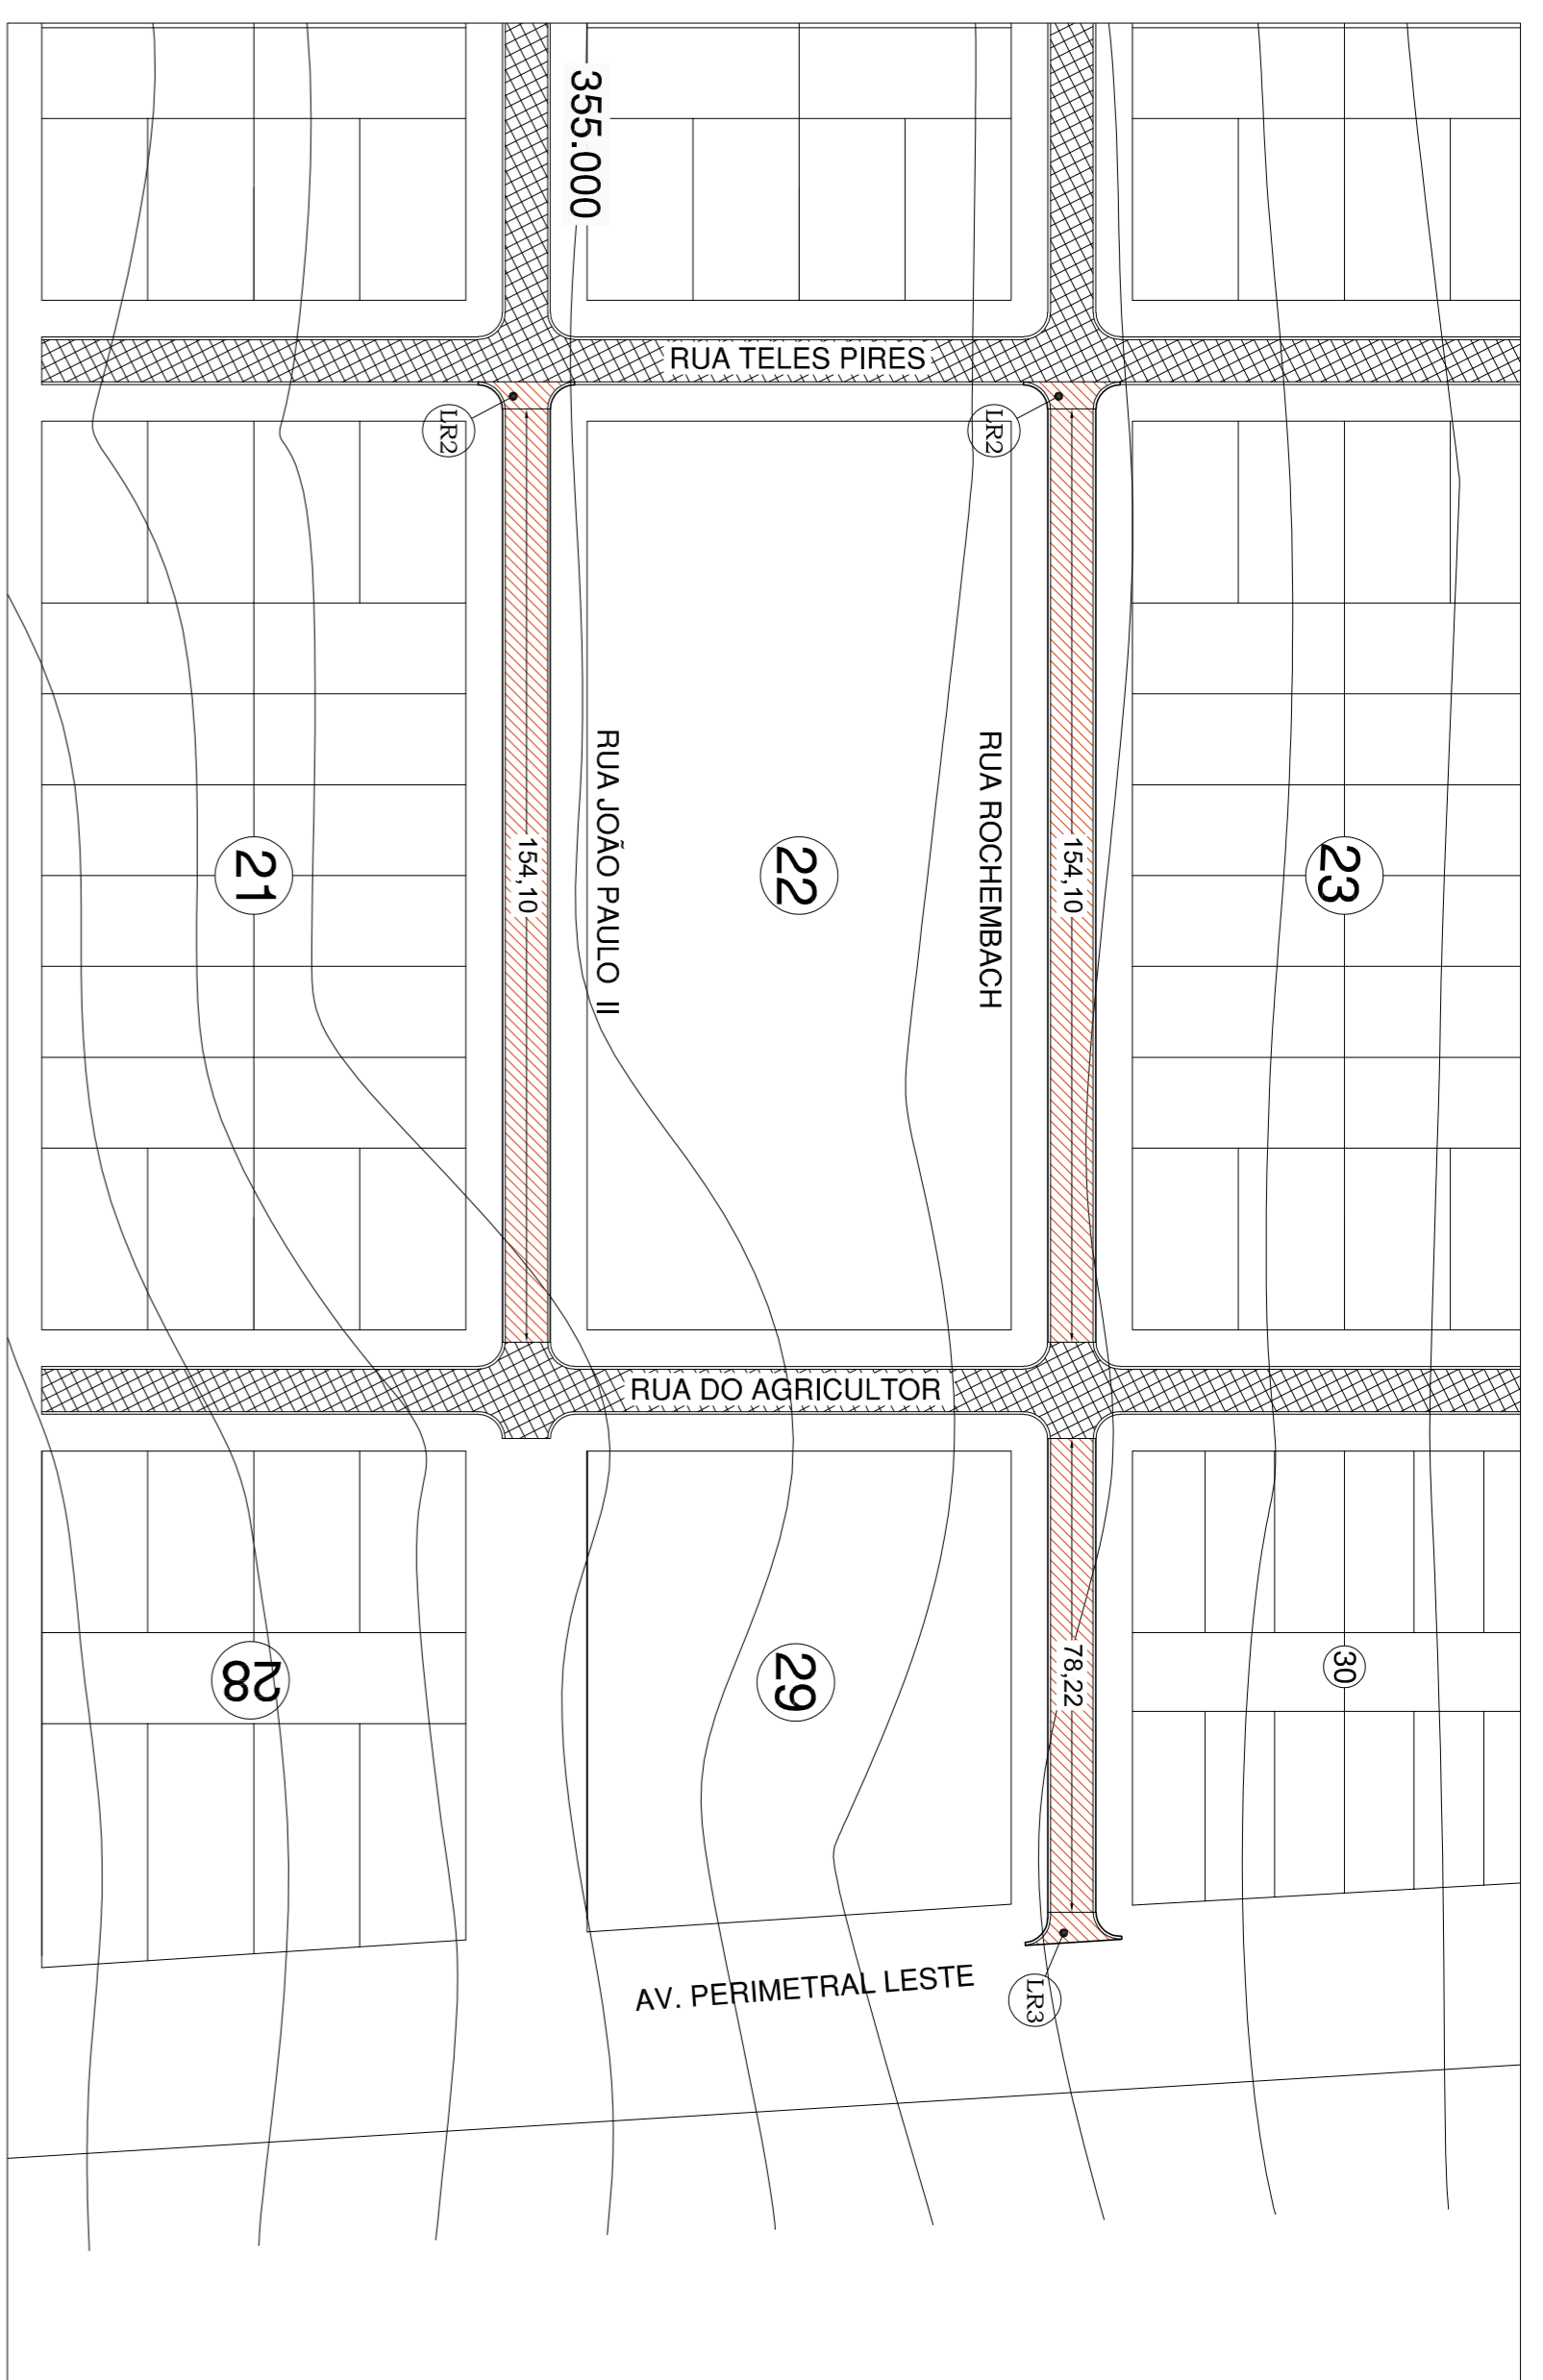 355.000
RUA TELES PIRES
LR2
LR2
RUA JOÃO PAULO II
RUA ROCHEMBACH
21
154,10
22
154,10
23
RUA DO AGRICULTOR
28
29
78,22
30
AV. PERIMETRAL LESTE
LR3